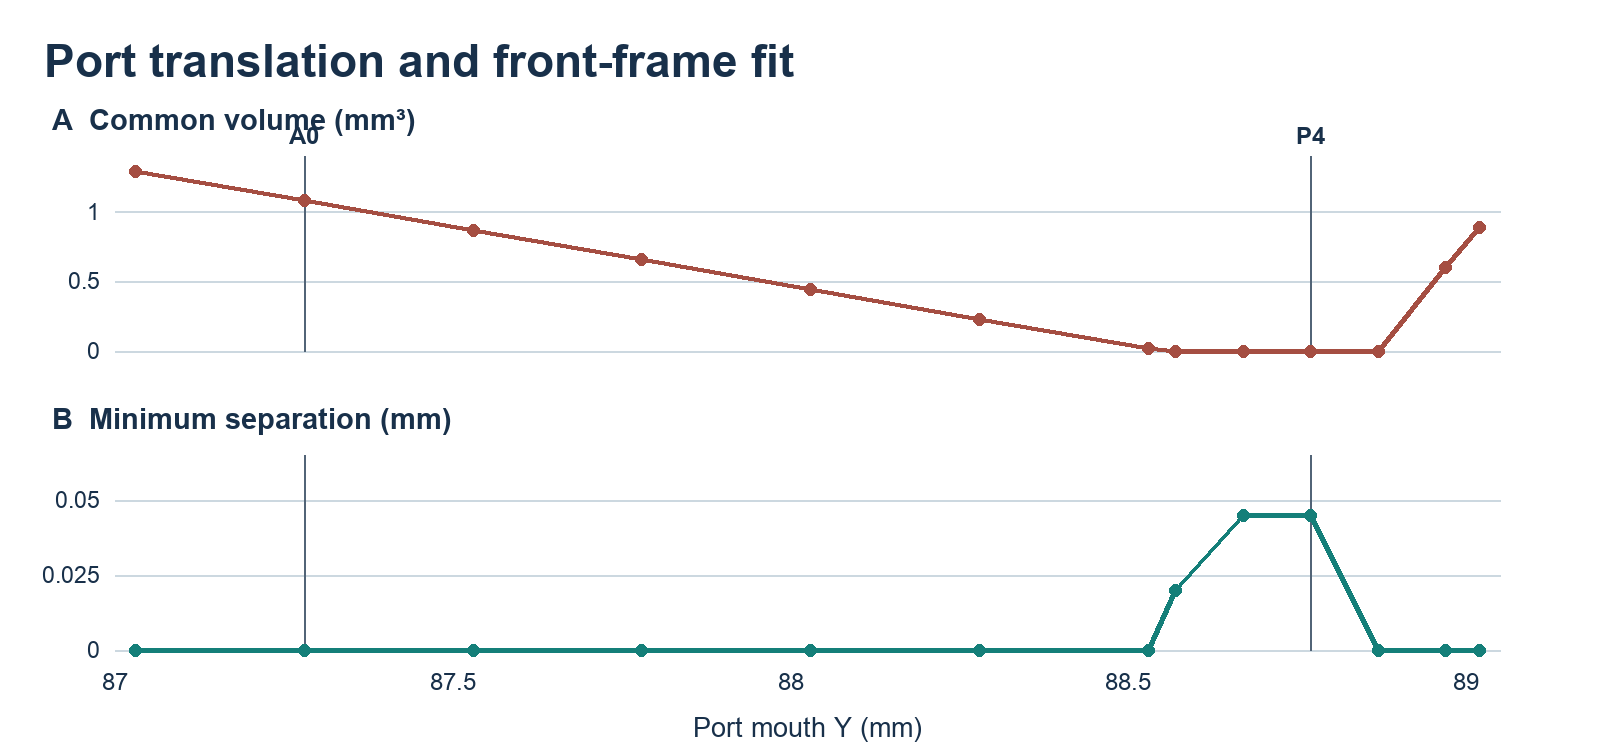 Port translation and front-frame fit
A Common volume (mm³)
A0
P4
1
0.5
0
B Minimum separation (mm)
0.05
0.025
0
87 87.5 88 88.5 89
Port mouth Y (mm)